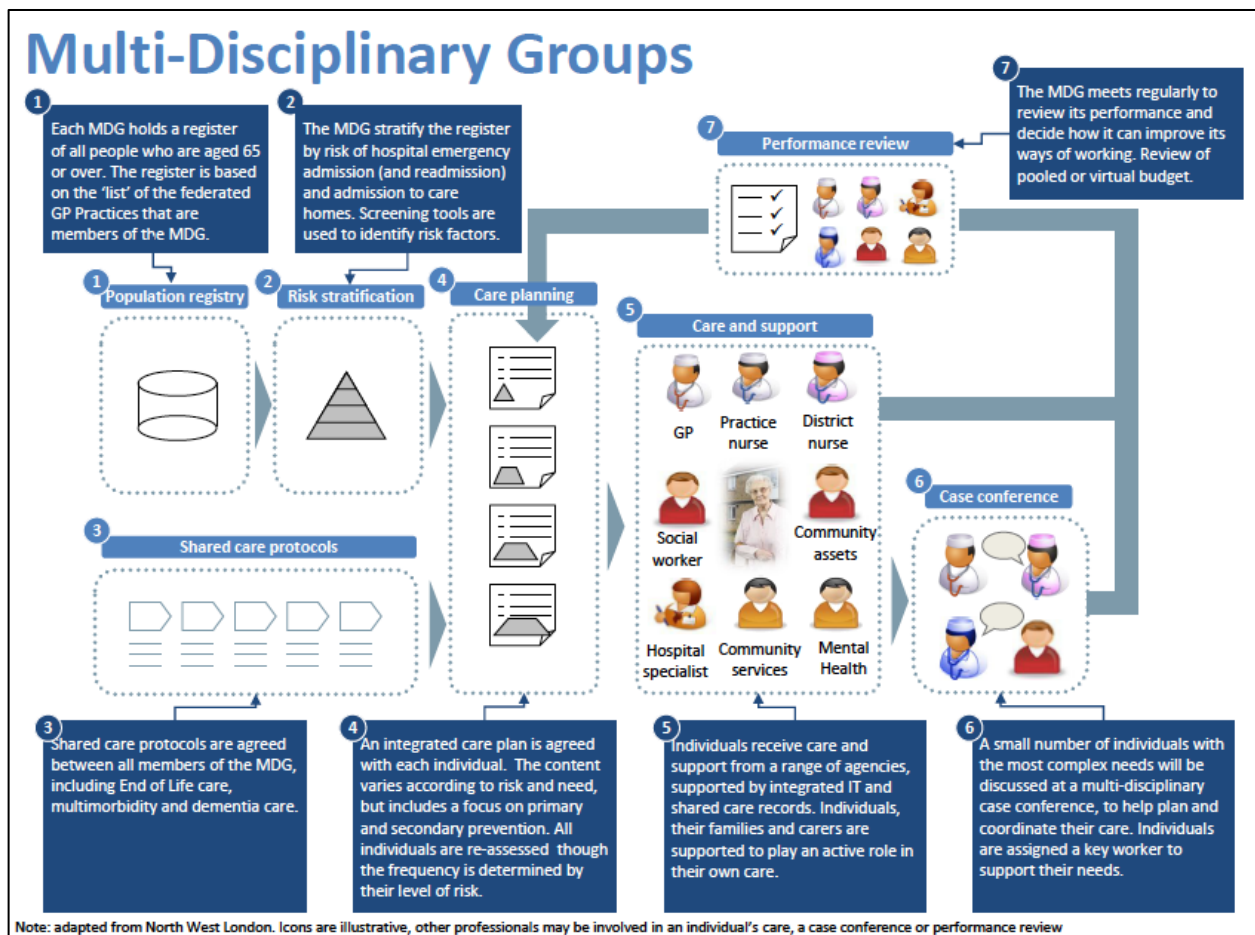 Multi-Disciplinary Groups
1
Each MDG holds a register
of all people who are aged 65
or over. The register is based
on the ‘list’ of the federated
GP Practices that are
members of the MDG.
2
The MDG stratify the register
by risk of hospital emergency
admission (and readmission)
and admission to care
homes. Screening tools are
used to identify risk factors.
7
The MDG meets regularly to
review its performance and
decide how it can improve its
ways of working. Review of
pooled or virtual budget.
7
Performance review
1
Population registry
2
Risk stratification
4
Care planning
5
Care and support
GP
Practice
nurse
District
nurse
Social
worker
Community
assets
Hospital
specialist
Community
services
Mental
Health
6
Case conference
3
Shared care protocols
3
Shared care protocols are agreed
between all members of the MDG,
including End of Life care,
multimorbidity and dementia care.
4
An integrated care plan is agreed
with each individual. The content
varies according to risk and need,
but includes a focus on primary
and secondary prevention. All
individuals are re-assessed though
the frequency is determined by
their level of risk.
5
Individuals receive care and
support from a range of agencies,
supported by integrated IT and
shared care records. Individuals,
their families and carers are
supported to play an active role in
their own care.
6
A small number of individuals with
the most complex needs will be
discussed at a multi-disciplinary
case conference, to help plan and
coordinate their care. Individuals
are assigned a key worker to
support their needs.
Note: adapted from North West London. Icons are illustrative, other professionals may be involved in an individual’s care, a case conference or performance review